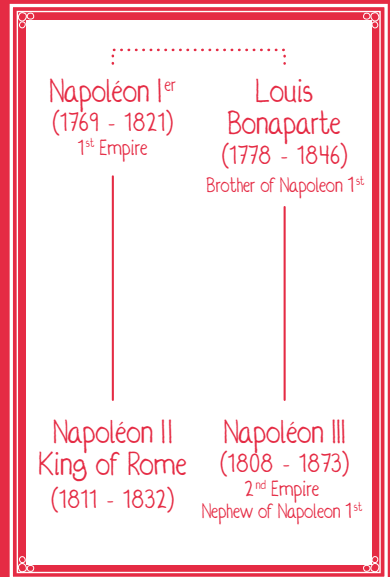 Napoléon Iᵉʳ
(1769 - 1821)
1ˢᵗ Empire
Louis
Bonaparte
(1778 - 1846)
Brother of Napoleon 1ˢᵗ
Napoléon II
King of Rome
(1811 - 1832)
Napoléon III
(1808 - 1873)
2ⁿᵈ Empire
Nephew of Napoleon 1ˢᵗ